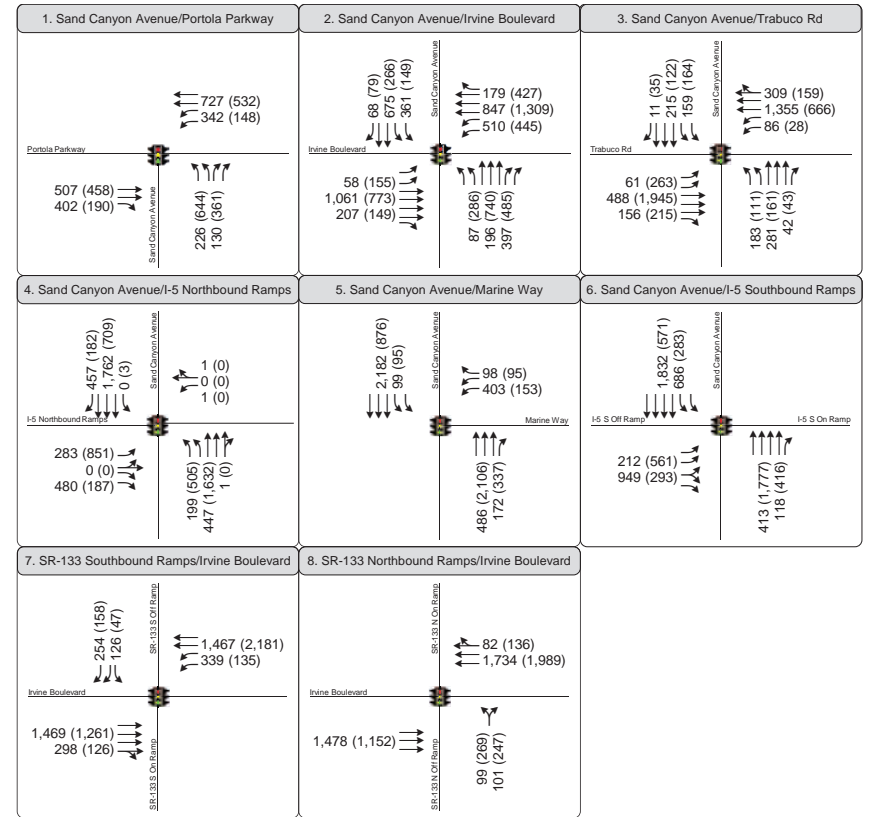 1. Sand Canyon Avenue/Portola Parkway
727 (532)
342 (148)
Portola Parkway
507 (458)
402 (190)
Sand Canyon Avenue
226 (644)
130 (361)
2. Sand Canyon Avenue/Irvine Boulevard
68 (79)
675 (266)
361 (149)
Sand Canyon Avenue
179 (427)
847 (1,309)
510 (445)
Irvine Boulevard
58 (155)
1,061 (773)
207 (149)
87 (286)
196 (740)
397 (485)
3. Sand Canyon Avenue/Trabuco Rd
11 (35)
215 (122)
159 (164)
Sand Canyon Avenue
309 (159)
1,355 (666)
86 (28)
Trabuco Rd
61 (263)
488 (1,945)
156 (215)
183 (111)
281 (161)
42 (43)
4. Sand Canyon Avenue/I-5 Northbound Ramps
457 (182)
1,762 (709)
0 (3)
Sand Canyon Avenue
1 (0)
0 (0)
1 (0)
I-5 Northbound Ramps
283 (851)
0 (0)
480 (187)
199 (505)
447 (1,632)
1 (0)
5. Sand Canyon Avenue/Marine Way
2,182 (876)
99 (95)
Sand Canyon Avenue
98 (95)
403 (153)
Marine Way
486 (2,106)
172 (337)
6. Sand Canyon Avenue/I-5 Southbound Ramps
1,832 (571)
686 (283)
Sand Canyon Avenue
I-5 S Off Ramp
I-5 S On Ramp
212 (561)
949 (293)
413 (1,777)
118 (416)
7. SR-133 Southbound Ramps/Irvine Boulevard
254 (158)
126 (47)
SR-133 S Off Ramp
1,467 (2,181)
339 (135)
Irvine Boulevard
1,469 (1,261)
298 (126)
SR-133 S On Ramp
8. SR-133 Northbound Ramps/Irvine Boulevard
SR-133 N On Ramp
82 (136)
1,734 (1,989)
Irvine Boulevard
1,478 (1,152)
SR-133 N Off Ramp
99 (269)
101 (247)